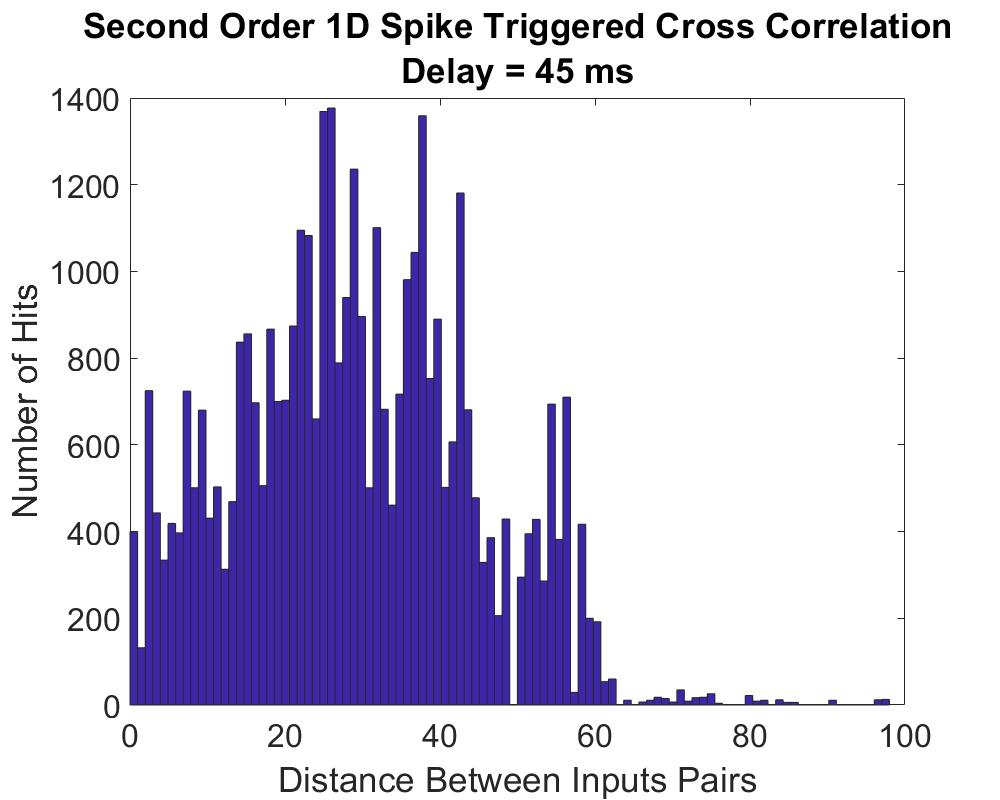 Second Order 1D Spike Triggered Cross Correlation
Delay = 45 ms
1400
1200
1000
800
600
400
200
0
Number of Hits
0 20 40 60 80 100
Distance Between Inputs Pairs